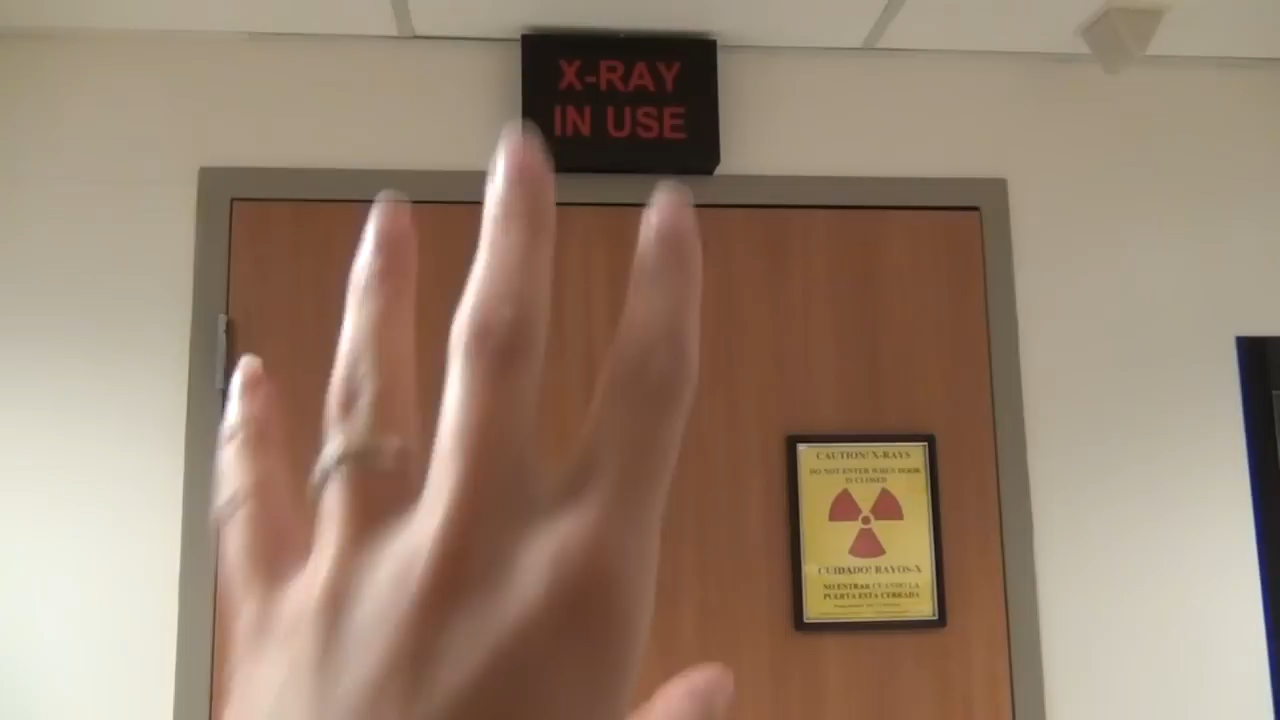 X-RAY
IN USE
CAUTION! X-RAYS
DO NOT ENTER WHEN DOOR
IS CLOSED
CUIDADO! RAYOS-X
NO ENTRAR CUANDO LA
PUERTA ESTA CERRADA